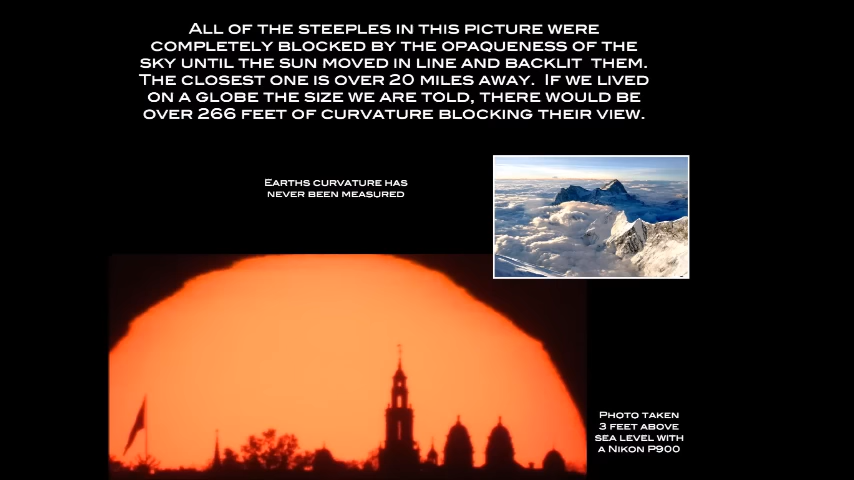 All of the steeples in this picture were
completely blocked by the opaqueness of the
sky until the sun moved in line and backlit them.
The closest one is over 20 miles away. If we lived
on a globe the size we are told, there would be
over 266 feet of curvature blocking their view.
Earths curvature has
never been measured
Photo taken
3 feet above
sea level with
a Nikon P900